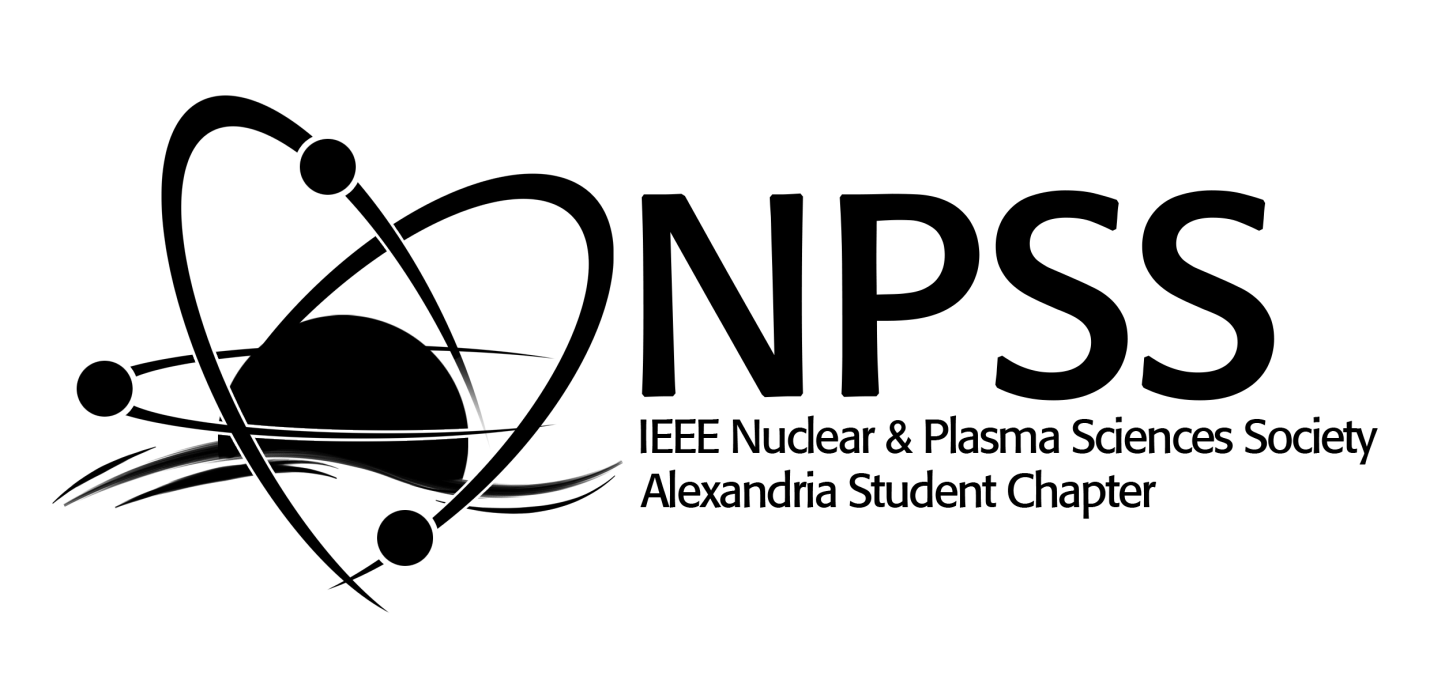 NPSS
IEEE Nuclear & Plasma Sciences Society
Alexandria Student Chapter